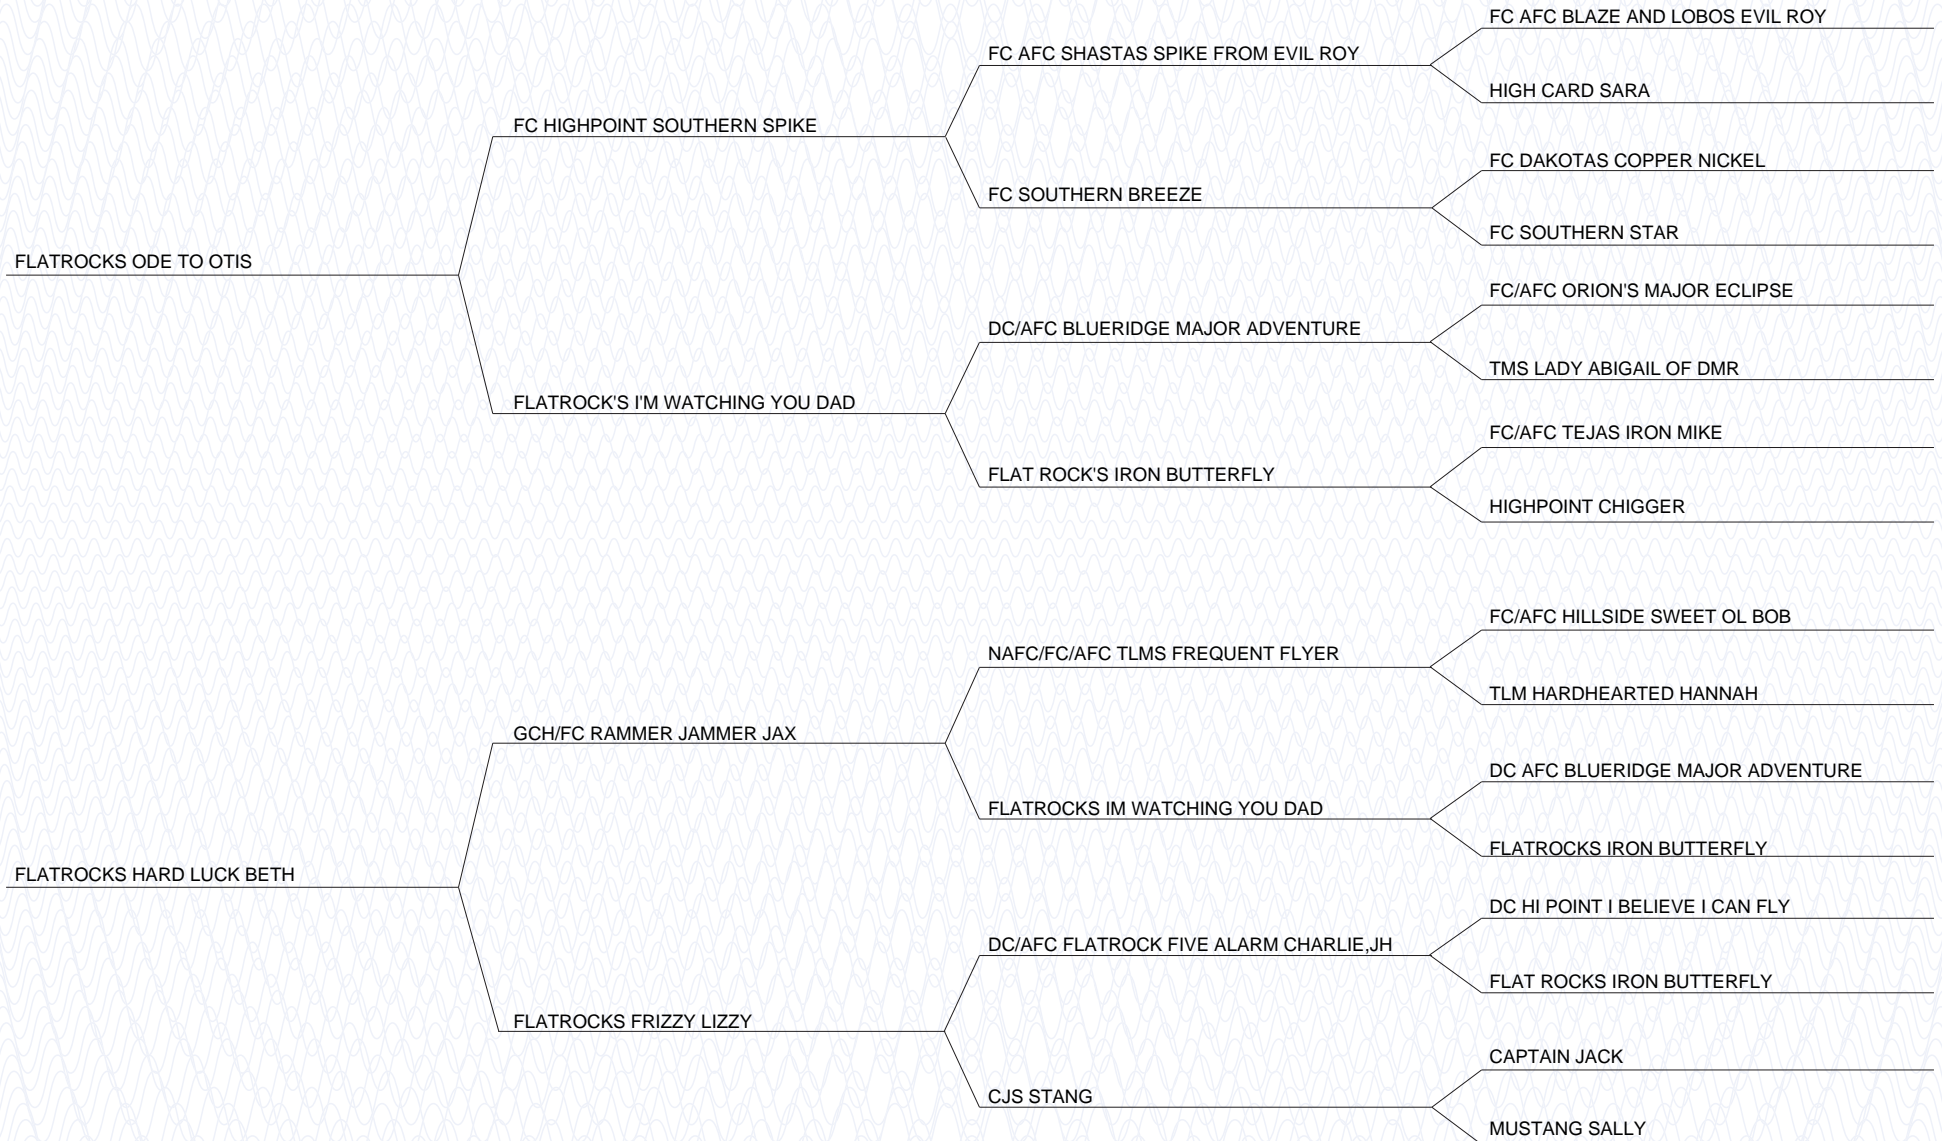 FC AFC BLAZE AND LOBOS EVIL ROY
FC AFC SHASTAS SPIKE FROM EVIL ROY
HIGH CARD SARA
FC HIGHPOINT SOUTHERN SPIKE
FC DAKOTAS COPPER NICKEL
FC SOUTHERN BREEZE
FC SOUTHERN STAR
FLATROCKS ODE TO OTIS
FC/AFC ORION'S MAJOR ECLIPSE
DC/AFC BLUERIDGE MAJOR ADVENTURE
TMS LADY ABIGAIL OF DMR
FLATROCK'S I'M WATCHING YOU DAD
FC/AFC TEJAS IRON MIKE
FLAT ROCK'S IRON BUTTERFLY
HIGHPOINT CHIGGER
FC/AFC HILLSIDE SWEET OL BOB
NAFC/FC/AFC TLMS FREQUENT FLYER
TLM HARDHEARTED HANNAH
GCH/FC RAMMER JAMMER JAX
DC AFC BLUERIDGE MAJOR ADVENTURE
FLATROCKS IM WATCHING YOU DAD
FLATROCKS IRON BUTTERFLY
FLATROCKS HARD LUCK BETH
DC HI POINT I BELIEVE I CAN FLY
DC/AFC FLATROCK FIVE ALARM CHARLIE,JH
FLAT ROCKS IRON BUTTERFLY
FLATROCKS FRIZZY LIZZY
CAPTAIN JACK
CJS STANG
MUSTANG SALLY